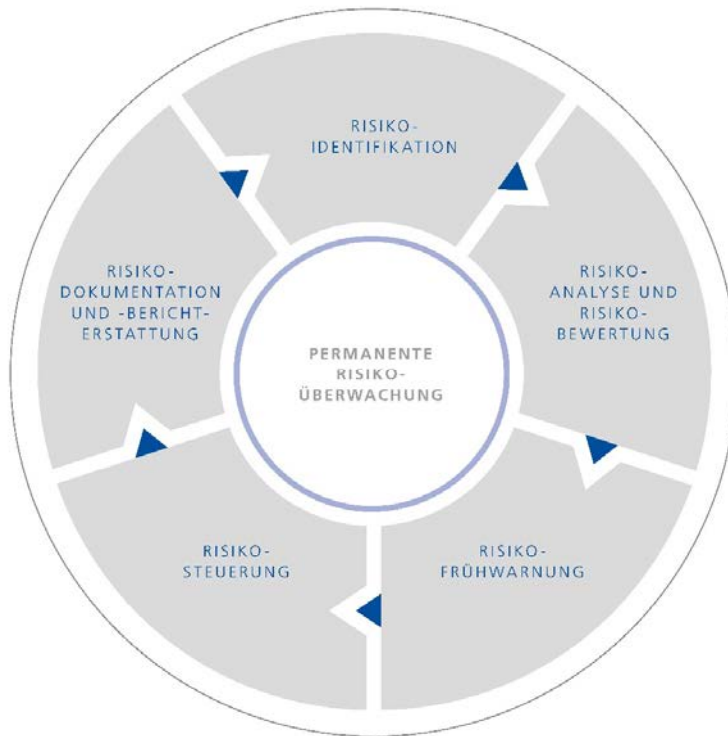 RISIKO-
IDENTIFIKATION
RISIKO-
ANALYSE UND
RISIKO-
BEWERTUNG
RISIKO-
FRÜHWARNUNG
RISIKO-
STEUERUNG
RISIKO-
DOKUMENTATION
UND -BERICHT-
ERSTATTUNG
PERMANENTE
RISIKO-
ÜBERWACHUNG